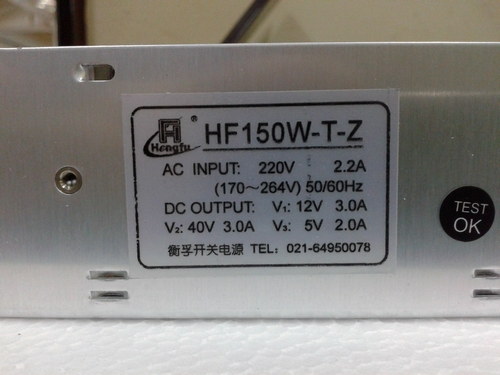 Hengfu ® HF150W-T-Z
AC INPUT: 220V 2.2A
(170～264V) 50/60Hz
DC OUTPUT: V₁: 12V 3.0A
V₂: 40V 3.0A V₃: 5V 2.0A
衡孚开关电源 TEL: 021-64950078
TEST
OK